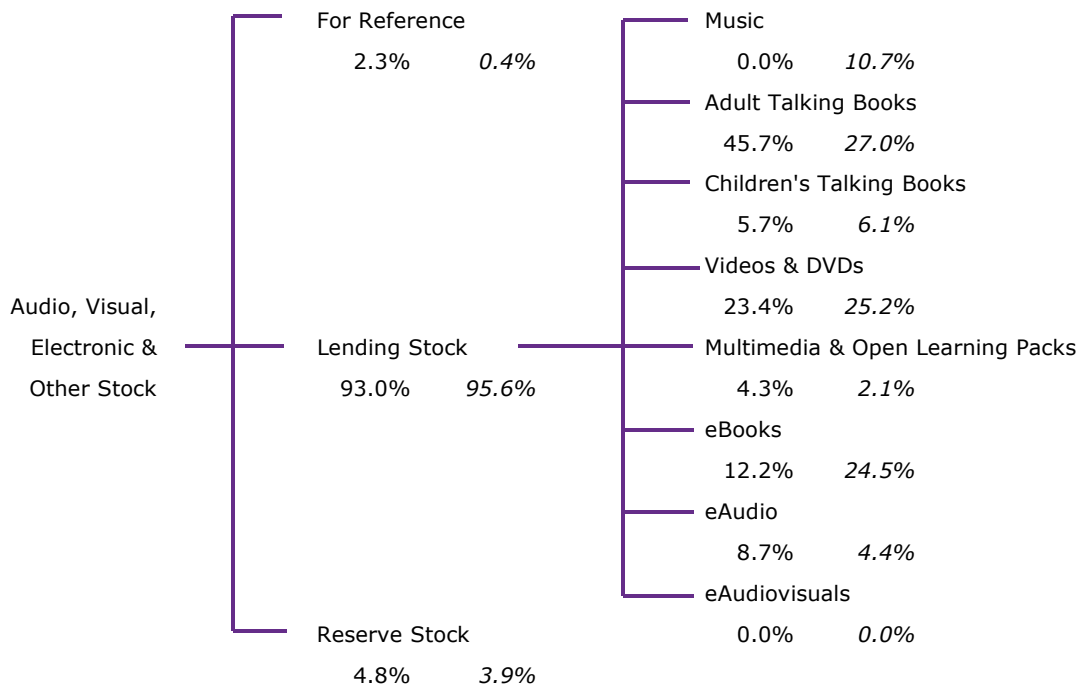 Audio, Visual,
Electronic &
Other Stock
For Reference
2.3% 0.4%
Lending Stock
93.0% 95.6%
Reserve Stock
4.8% 3.9%
Music
0.0% 10.7%
Adult Talking Books
45.7% 27.0%
Children's Talking Books
5.7% 6.1%
Videos & DVDs
23.4% 25.2%
Multimedia & Open Learning Packs
4.3% 2.1%
eBooks
12.2% 24.5%
eAudio
8.7% 4.4%
eAudiovisuals
0.0% 0.0%